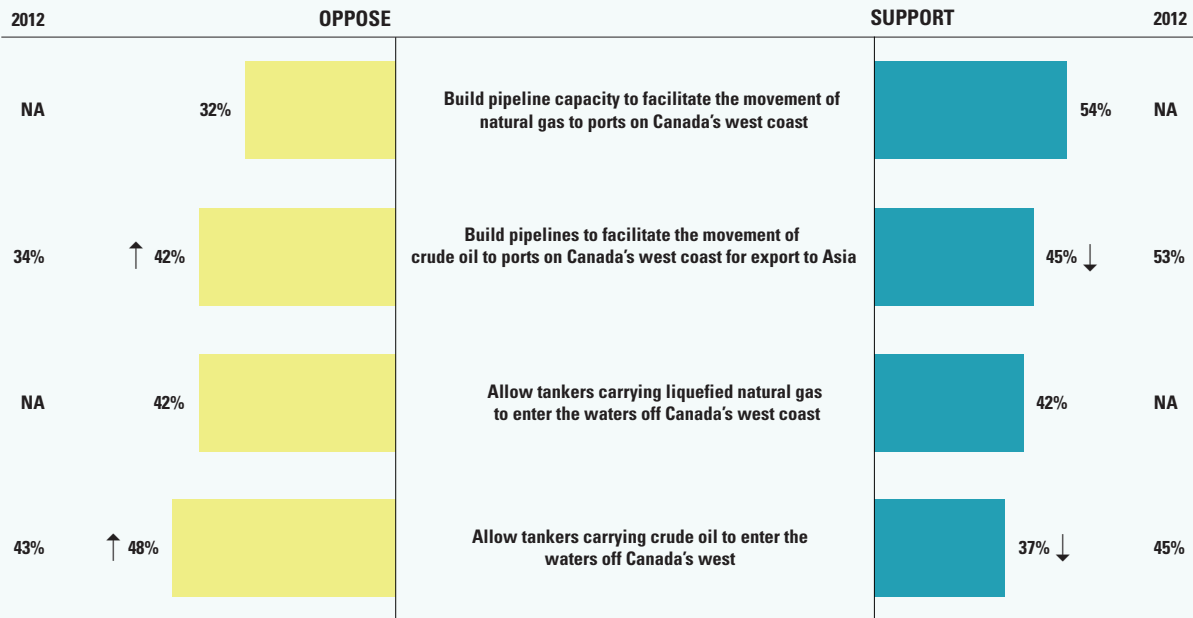 2012 OPPOSE SUPPORT 2012
NA 32% Build pipeline capacity to facilitate the movement of
natural gas to ports on Canada’s west coast 54% NA
34% ↑ 42% Build pipelines to facilitate the movement of
crude oil to ports on Canada’s west coast for export to Asia 45% ↓ 53%
NA 42% Allow tankers carrying liquefied natural gas
to enter the waters off Canada’s west coast 42% NA
43% ↑ 48% Allow tankers carrying crude oil to enter the
waters off Canada’s west 37% ↓ 45%